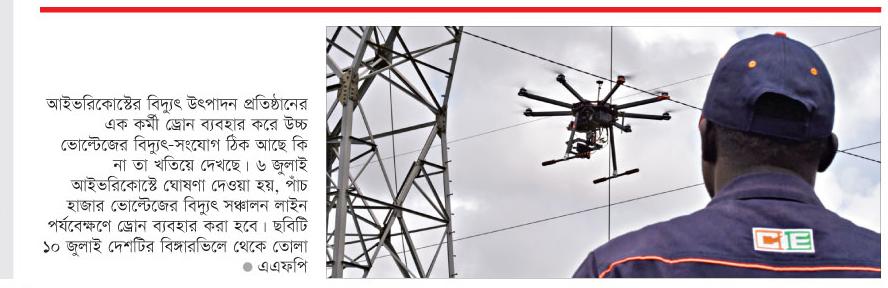 আইভরিকোস্টের বিদ্যুৎ উৎপাদন প্রতিষ্ঠানের
এক কর্মী ড্রোন ব্যবহার করে উচ্চ
ভোল্টেজের বিদ্যুৎ-সংযোগ ঠিক আছে কি
না তা খতিয়ে দেখছে। ৬ জুলাই
আইভরিকোস্টে ঘোষণা দেওয়া হয়, পাঁচ
হাজার ভোল্টেজের বিদ্যুৎ সঞ্চালন লাইন
পর্যবেক্ষণে ড্রোন ব্যবহার করা হবে। ছবিটি
১০ জুলাই দেশটির বিঙ্গারভিলে থেকে তোলা
● এএফপি
CiE